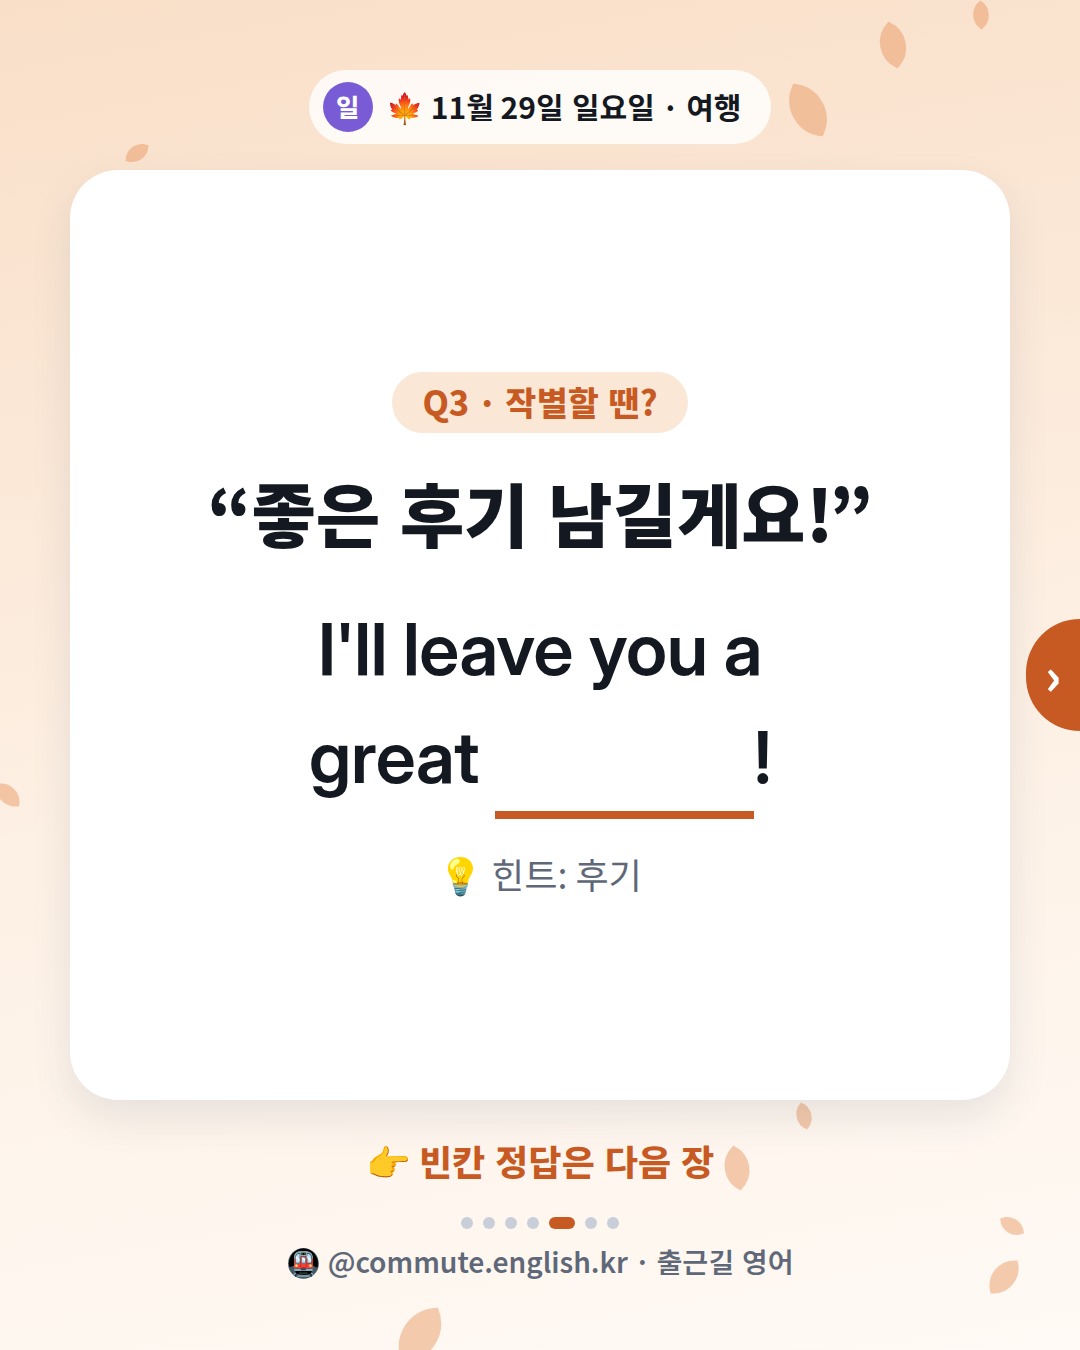 일 🍁 11월 29일 일요일 · 여행
Q3 · 작별할 땐?
“좋은 후기 남길게요!”
I'll leave you a
great ______!
💡 힌트: 후기
›
👉 빈칸 정답은 다음 장
🚇 @commute.english.kr · 출근길 영어